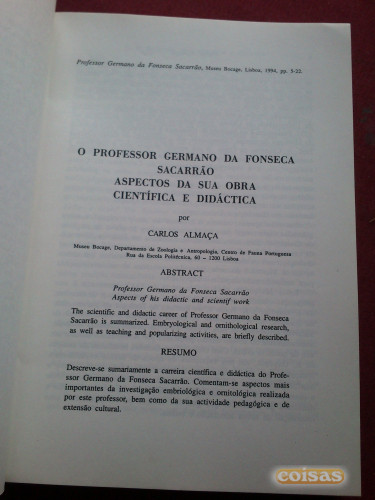 Professor Germano da Fonseca Sacarrão, Museu Bocage, Lisboa, 1994, pp. 3-22.
O PROFESSOR GERMANO DA FONSECA
SACARRÃO
ASPECTOS DA SUA OBRA
CIENTÍFICA E DIDÁCTICA
por
CARLOS ALMAÇA
Museu Bocage, Departamento de Zoologia e Antropologia, Centro de Fauna Portuguesa
Rua da Escola Politécnica, 60 — 1200 Lisboa
ABSTRACT
Professor Germano da Fonseca Sacarrão
Aspects of his didactic and scientif work
The scientific and didactic career of Professor Germano da Fonseca
Sacarrão is summarized. Embryological and ornithological research,
as well as teaching and popularizing activities, are briefly described.
RESUMO
Descreve-se sumariamente a carreira científica e didáctica do Profes-
sor Germano da Fonseca Sacarrão. Comentam-se aspectos mais
importantes da investigação embriológica e ornitológica realizada
por este professor, bem como da sua actividade pedagógica e de
extensão cultural.
coisas